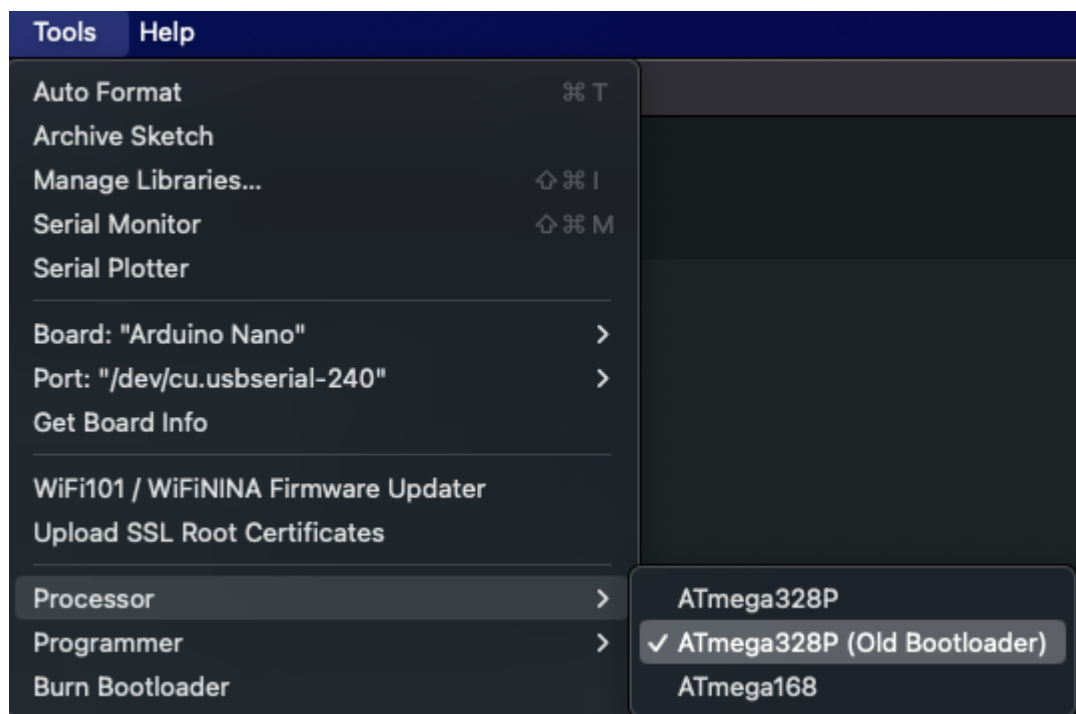 Tools Help
Auto Format ⌘ T
Archive Sketch
Manage Libraries... ⇧ ⌘ I
Serial Monitor ⇧ ⌘ M
Serial Plotter
Board: "Arduino Nano" >
Port: "/dev/cu.usbserial-240" >
Get Board Info
WiFi101 / WiFiNINA Firmware Updater
Upload SSL Root Certificates
Processor >
Programmer >
Burn Bootloader
ATmega328P
✓ ATmega328P (Old Bootloader)
ATmega168